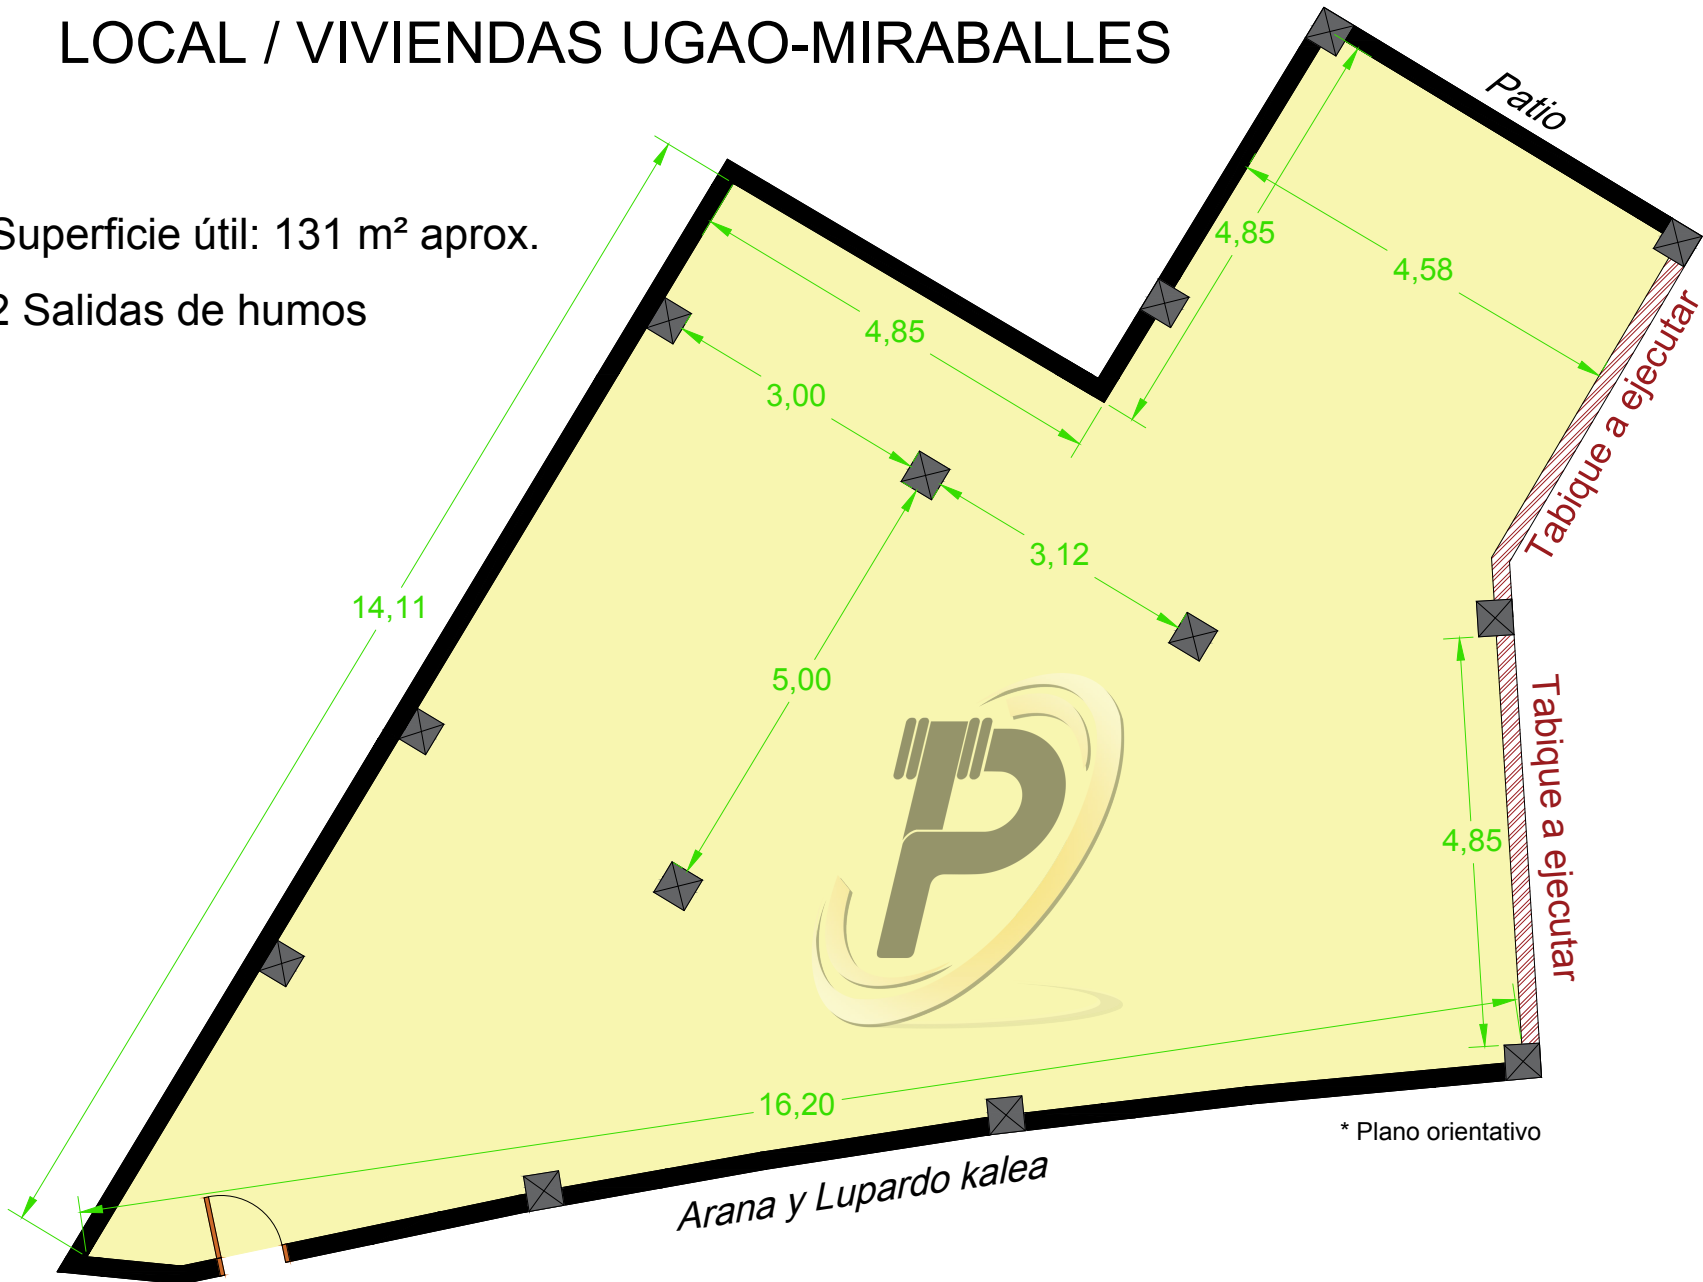 LOCAL / VIVIENDAS UGAO-MIRABALLES
Patio
Superficie útil: 131 m² aprox.
2 Salidas de humos
4,85
4,58
4,85
3,00
Tabique a ejecutar
3,12
14,11
5,00
Tabique a ejecutar
4,85
16,20
* Plano orientativo
Arana y Lupardo kalea